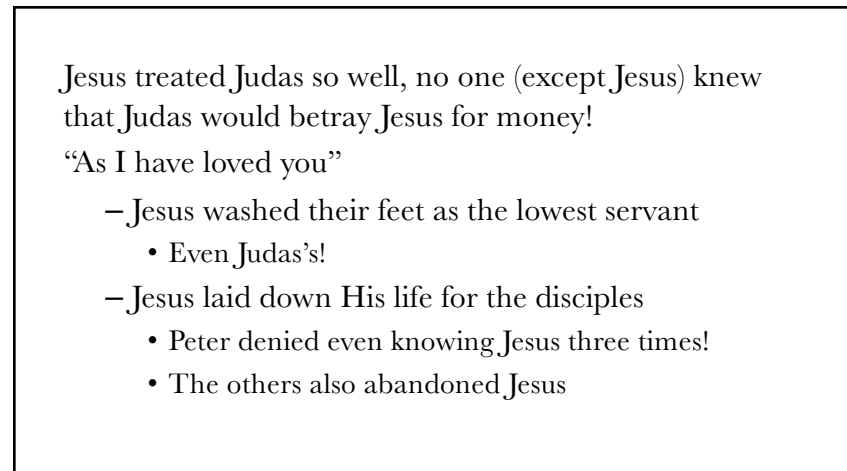 Jesus treated Judas so well, no one (except Jesus) knew
that Judas would betray Jesus for money!
“As I have loved you”
– Jesus washed their feet as the lowest servant
• Even Judas’s!
– Jesus laid down His life for the disciples
• Peter denied even knowing Jesus three times!
• The others also abandoned Jesus